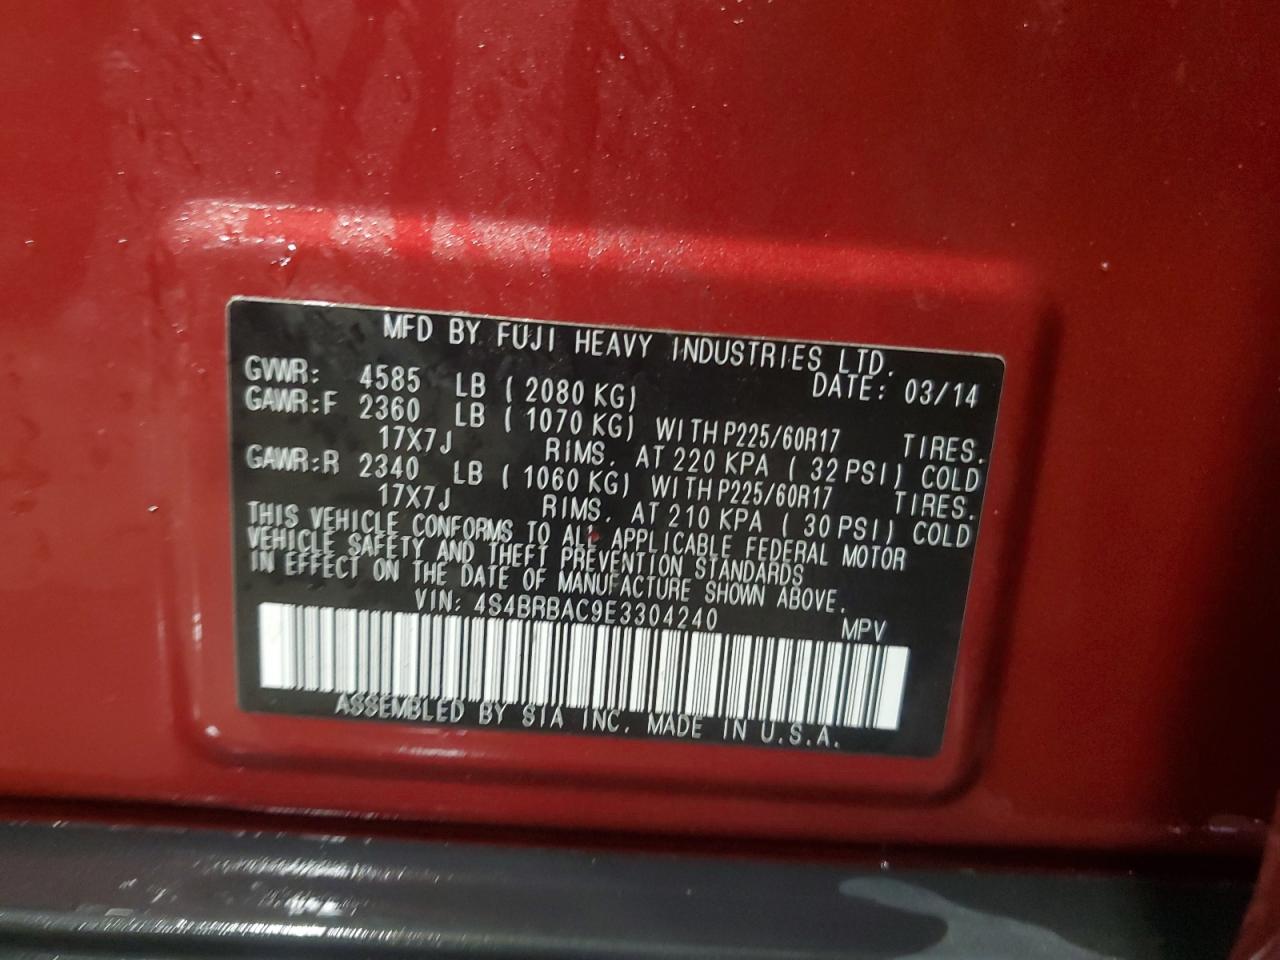 MFD BY FUJI HEAVY INDUSTRIES LTD.
DATE: 03/14
GVWR: 4585 LB ( 2080 KG)
GAWR:F 2360 LB ( 1070 KG) WITH P225/60R17 TIRES.
17X7J RIMS. AT 220 KPA ( 32 PSI) COLD
GAWR:R 2340 LB ( 1060 KG) WITH P225/60R17 TIRES.
17X7J RIMS. AT 210 KPA ( 30 PSI) COLD
THIS VEHICLE CONFORMS TO ALL APPLICABLE FEDERAL MOTOR
VEHICLE SAFETY AND THEFT PREVENTION STANDARDS
IN EFFECT ON THE DATE OF MANUFACTURE SHOWN ABOVE.
VIN: 4S4BRBAC9E3304240 MPV
ASSEMBLED BY SIA INC. MADE IN U.S.A.